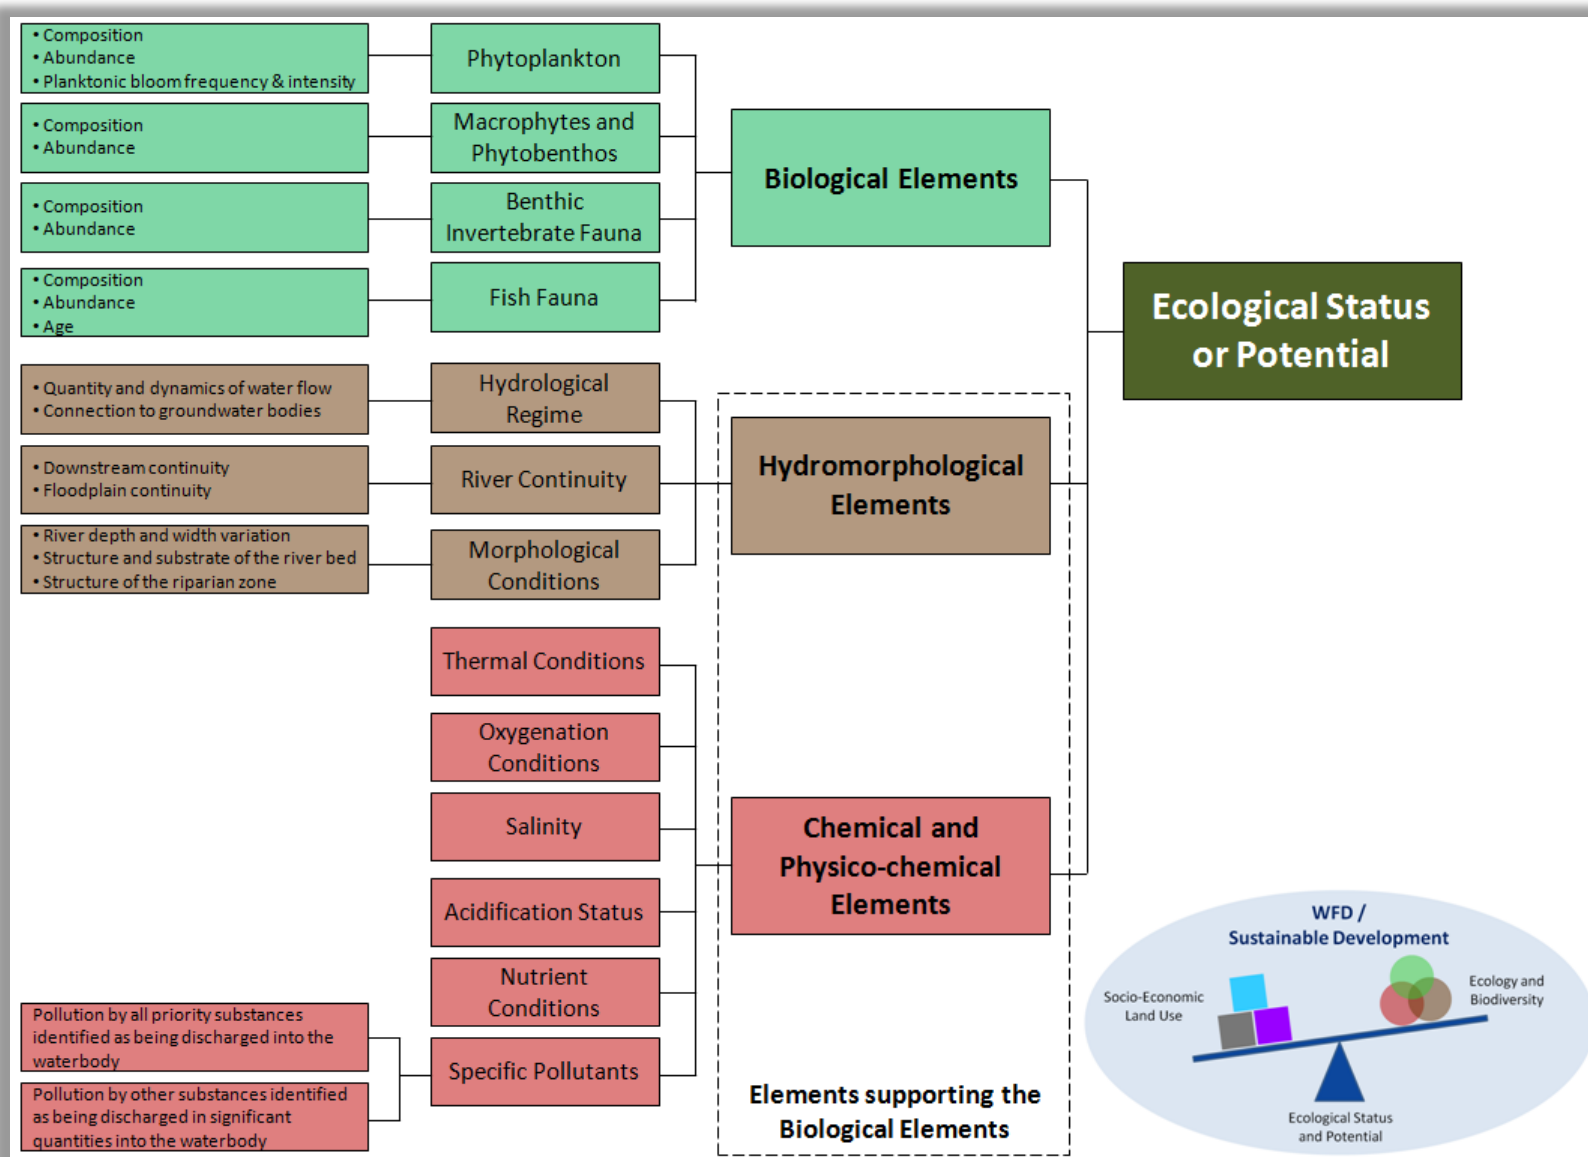 • Composition
• Abundance
• Planktonic bloom frequency & intensity
Phytoplankton
• Composition
• Abundance
Macrophytes and
Phytobenthos
• Composition
• Abundance
Benthic
Invertebrate Fauna
• Composition
• Abundance
• Age
Fish Fauna
Biological Elements
Ecological Status
or Potential
• Quantity and dynamics of water flow
• Connection to groundwater bodies
Hydrological
Regime
• Downstream continuity
• Floodplain continuity
River Continuity
• River depth and width variation
• Structure and substrate of the river bed
• Structure of the riparian zone
Morphological
Conditions
Hydromorphological
Elements
Thermal Conditions
Oxygenation
Conditions
Salinity
Acidification Status
Nutrient
Conditions
Specific Pollutants
Pollution by all priority substances
identified as being discharged into the
waterbody
Pollution by other substances identified
as being discharged in significant
quantities into the waterbody
Chemical and
Physico-chemical
Elements
Elements supporting the
Biological Elements
WFD /
Sustainable Development
Socio-Economic
Land Use
Ecology and
Biodiversity
Ecological Status
and Potential